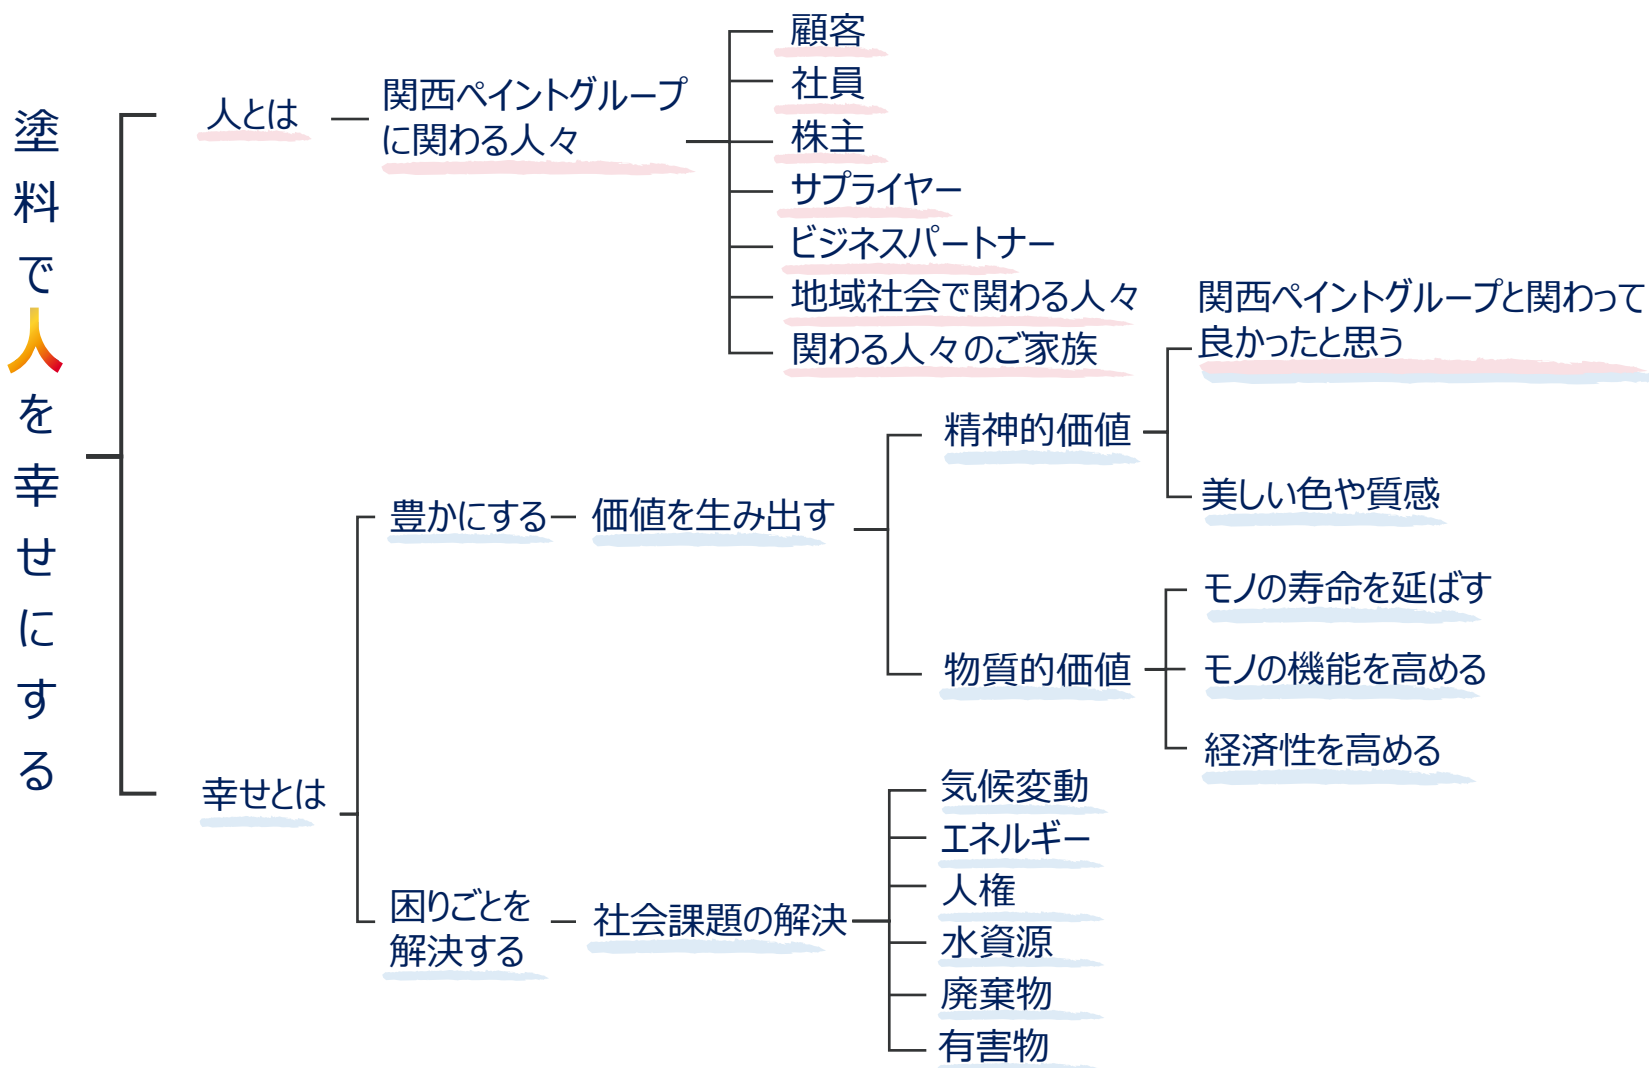 塗料で人を幸せにする
人とは
関西ペイントグループ
に関わる人々
顧客
社員
株主
サプライヤー
ビジネスパートナー
地域社会で関わる人々
関わる人々のご家族
幸せとは
豊かにする
価値を生み出す
精神的価値
関西ペイントグループと関わって
良かったと思う
美しい色や質感
物質的価値
モノの寿命を延ばす
モノの機能を高める
経済性を高める
困りごとを
解決する
社会課題の解決
気候変動
エネルギー
人権
水資源
廃棄物
有害物